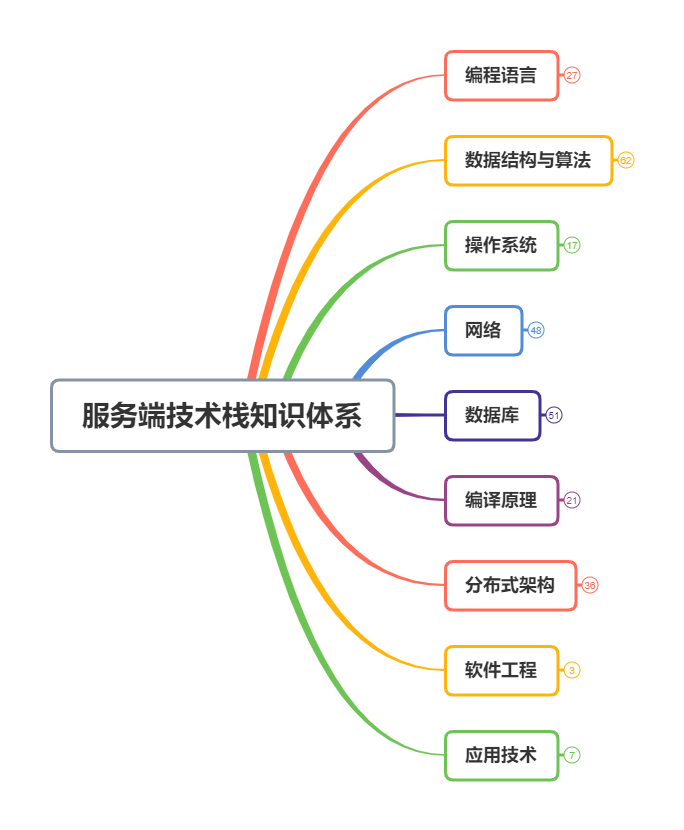 编程语言 27
数据结构与算法 62
操作系统 17
网络 48
服务端技术栈知识体系
数据库 51
编译原理 21
分布式架构 36
软件工程 3
应用技术 7